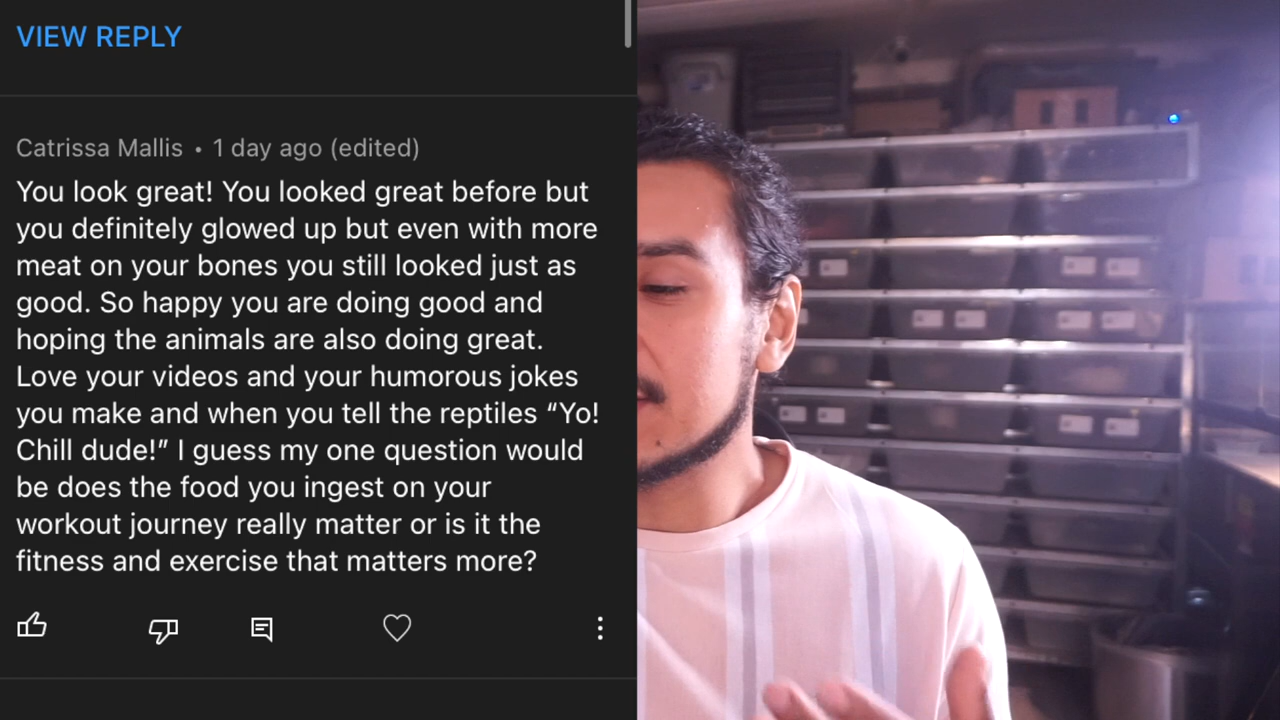 VIEW REPLY
Catrissa Mallis • 1 day ago (edited)
You look great! You looked great before but
you definitely glowed up but even with more
meat on your bones you still looked just as
good. So happy you are doing good and
hoping the animals are also doing great.
Love your videos and your humorous jokes
you make and when you tell the reptiles “Yo!
Chill dude!” I guess my one question would
be does the food you ingest on your
workout journey really matter or is it the
fitness and exercise that matters more?